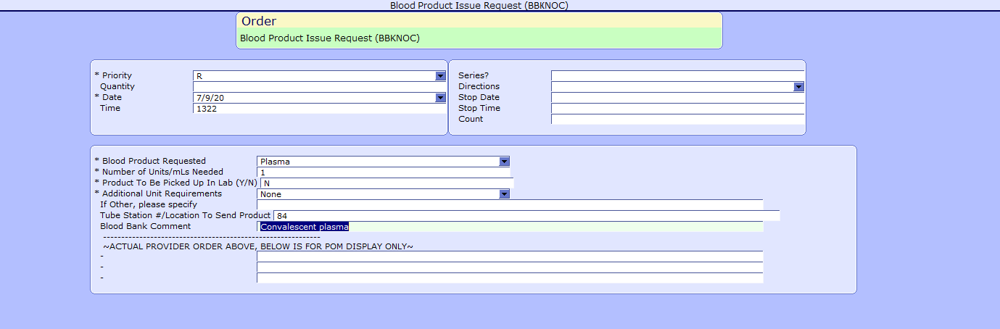 Blood Product Issue Request (BBKNOC)
Order
Blood Product Issue Request (BBKNOC)
* Priority R
Quantity
* Date 7/9/20
Time 1322
Series?
Directions
Stop Date
Stop Time
Count
* Blood Product Requested Plasma
* Number of Units/mLs Needed 1
* Product To Be Picked Up In Lab (Y/N) N
* Additional Unit Requirements None
If Other, please specify
Tube Station #/Location To Send Product 84
Blood Bank Comment Convalescent plasma
------------------------------------------------------------
~ACTUAL PROVIDER ORDER ABOVE, BELOW IS FOR POM DISPLAY ONLY~
-
-
-